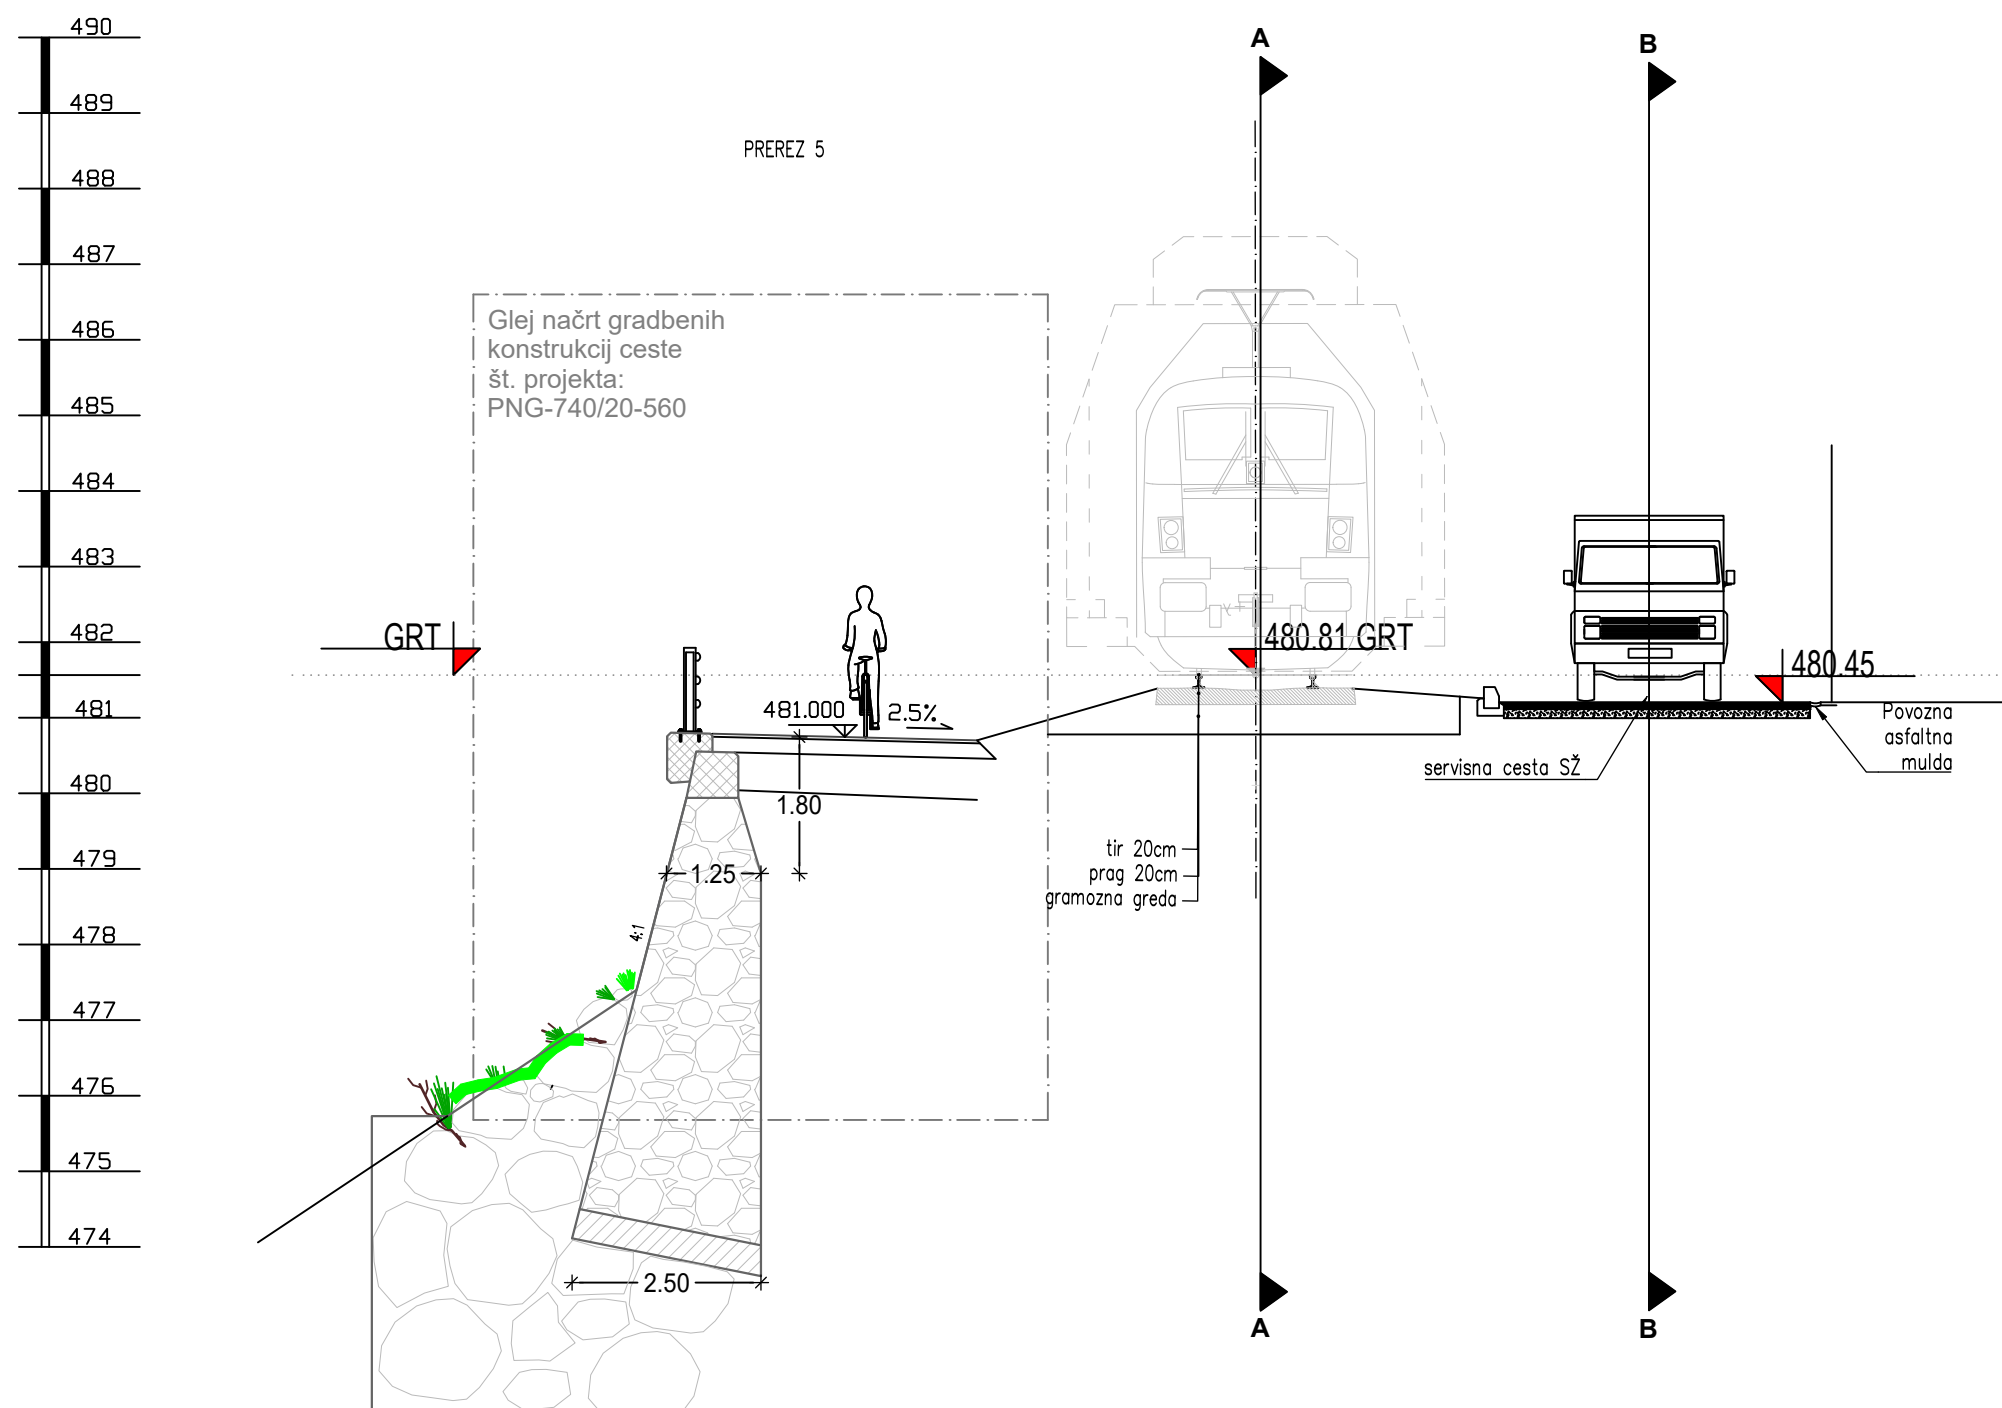 490
489
488
487
486
485
484
483
482
481
480
479
478
477
476
475
474
PREREZ 5
A
B
Glej načrt gradbenih
konstrukcij ceste
št. projekta:
PNG-740/20-560
GRT
480.81 GRT
480.45
481.000
2.5%
1.80
1.25
4:1
2.50
Povozna
asfaltna
mulda
servisna cesta SŽ
tir 20cm
prag 20cm
gramozna greda
A
B